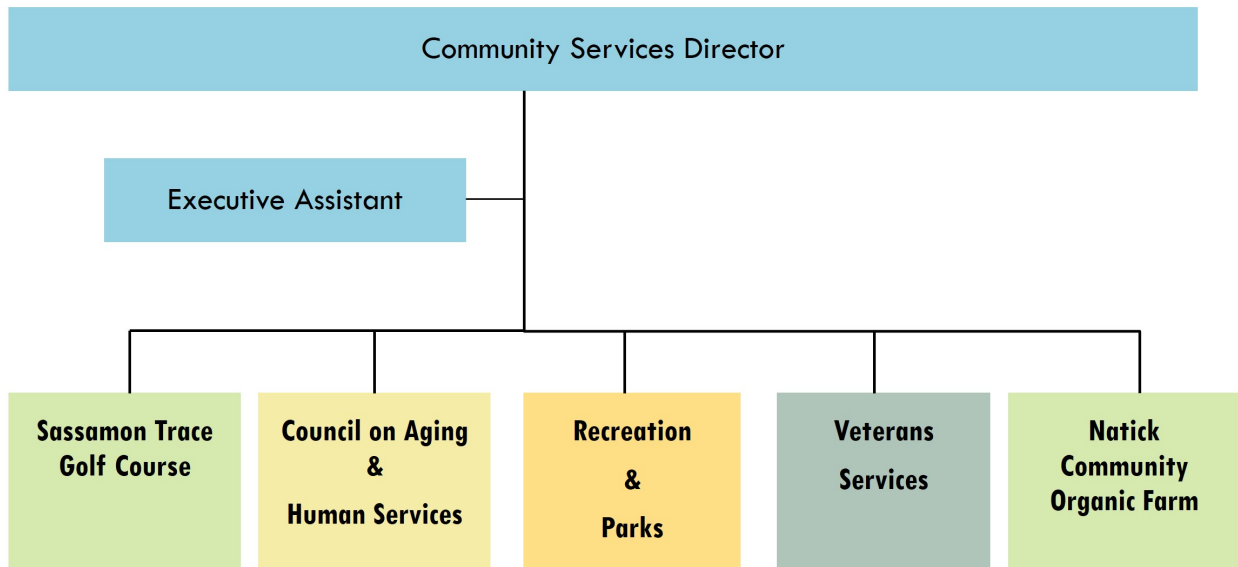 Community Services Director
Executive Assistant
Sassamon Trace
Golf Course
Council on Aging
&
Human Services
Recreation
&
Parks
Veterans
Services
Natick
Community
Organic Farm